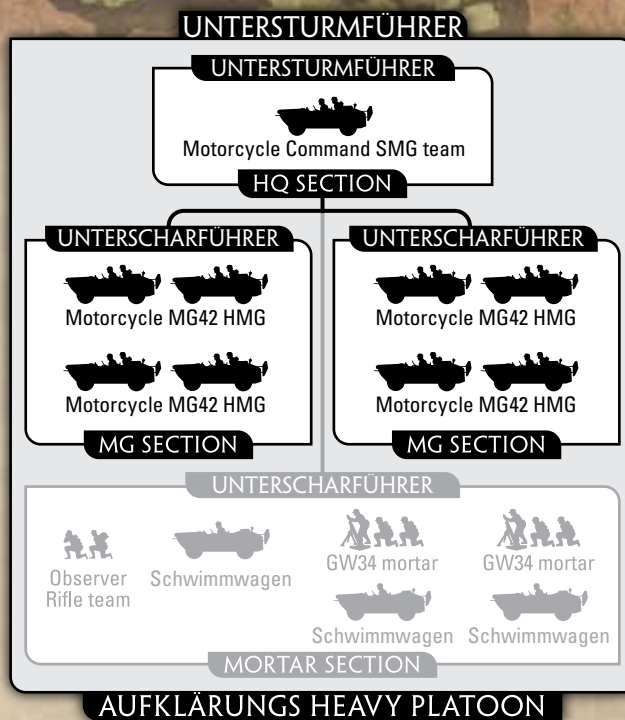 UNTERSTURMFÜHRER
UNTERSTURMFÜHRER
Motorcycle Command SMG team
HQ SECTION
UNTERSCHARFÜHRER UNTERSCHARFÜHRER
Motorcycle MG42 HMG Motorcycle MG42 HMG
Motorcycle MG42 HMG Motorcycle MG42 HMG
MG SECTION MG SECTION
UNTERSCHARFÜHRER
Observer Rifle team
Schwimmwagen
GW34 mortar GW34 mortar
Schwimmwagen Schwimmwagen
MORTAR SECTION
AUFKLÄRUNGS HEAVY PLATOON